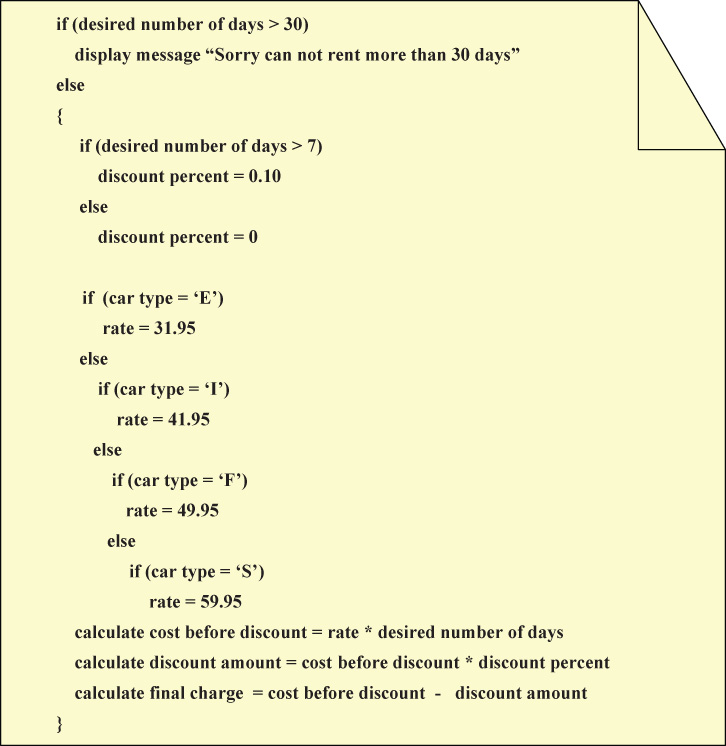 if (desired number of days > 30)
display message “Sorry can not rent more than 30 days”
else
{
if (desired number of days > 7)
discount percent = 0.10
else
discount percent = 0
if  (car type = ‘E’)
rate = 31.95
else
if (car type = ‘I’)
rate = 41.95
else
if (car type = ‘F’)
rate = 49.95
else
if (car type = ‘S’)
rate = 59.95
calculate cost before discount = rate * desired number of days
calculate discount amount = cost before discount * discount percent
calculate final charge  = cost before discount  -   discount amount
}